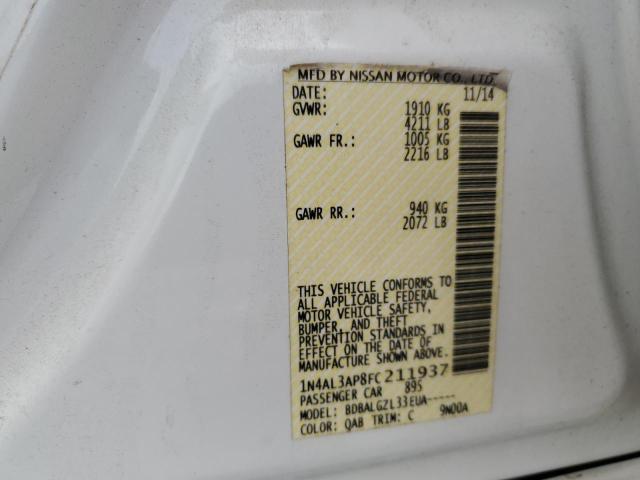 MFD BY NISSAN MOTOR CO., LTD.
DATE: 11/14
GVWR: 1910 KG
4211 LB
GAWR FR.: 1005 KG
2216 LB
GAWR RR.: 940 KG
2072 LB
THIS VEHICLE CONFORMS TO
ALL APPLICABLE FEDERAL
MOTOR VEHICLE SAFETY,
BUMPER, AND THEFT
PREVENTION STANDARDS IN
EFFECT ON THE DATE OF
MANUFACTURE SHOWN ABOVE.
1N4AL3AP8FC211937
PASSENGER CAR 895
MODEL: BDBALGZL33EUA-----
COLOR: QAB TRIM: C 9N00A